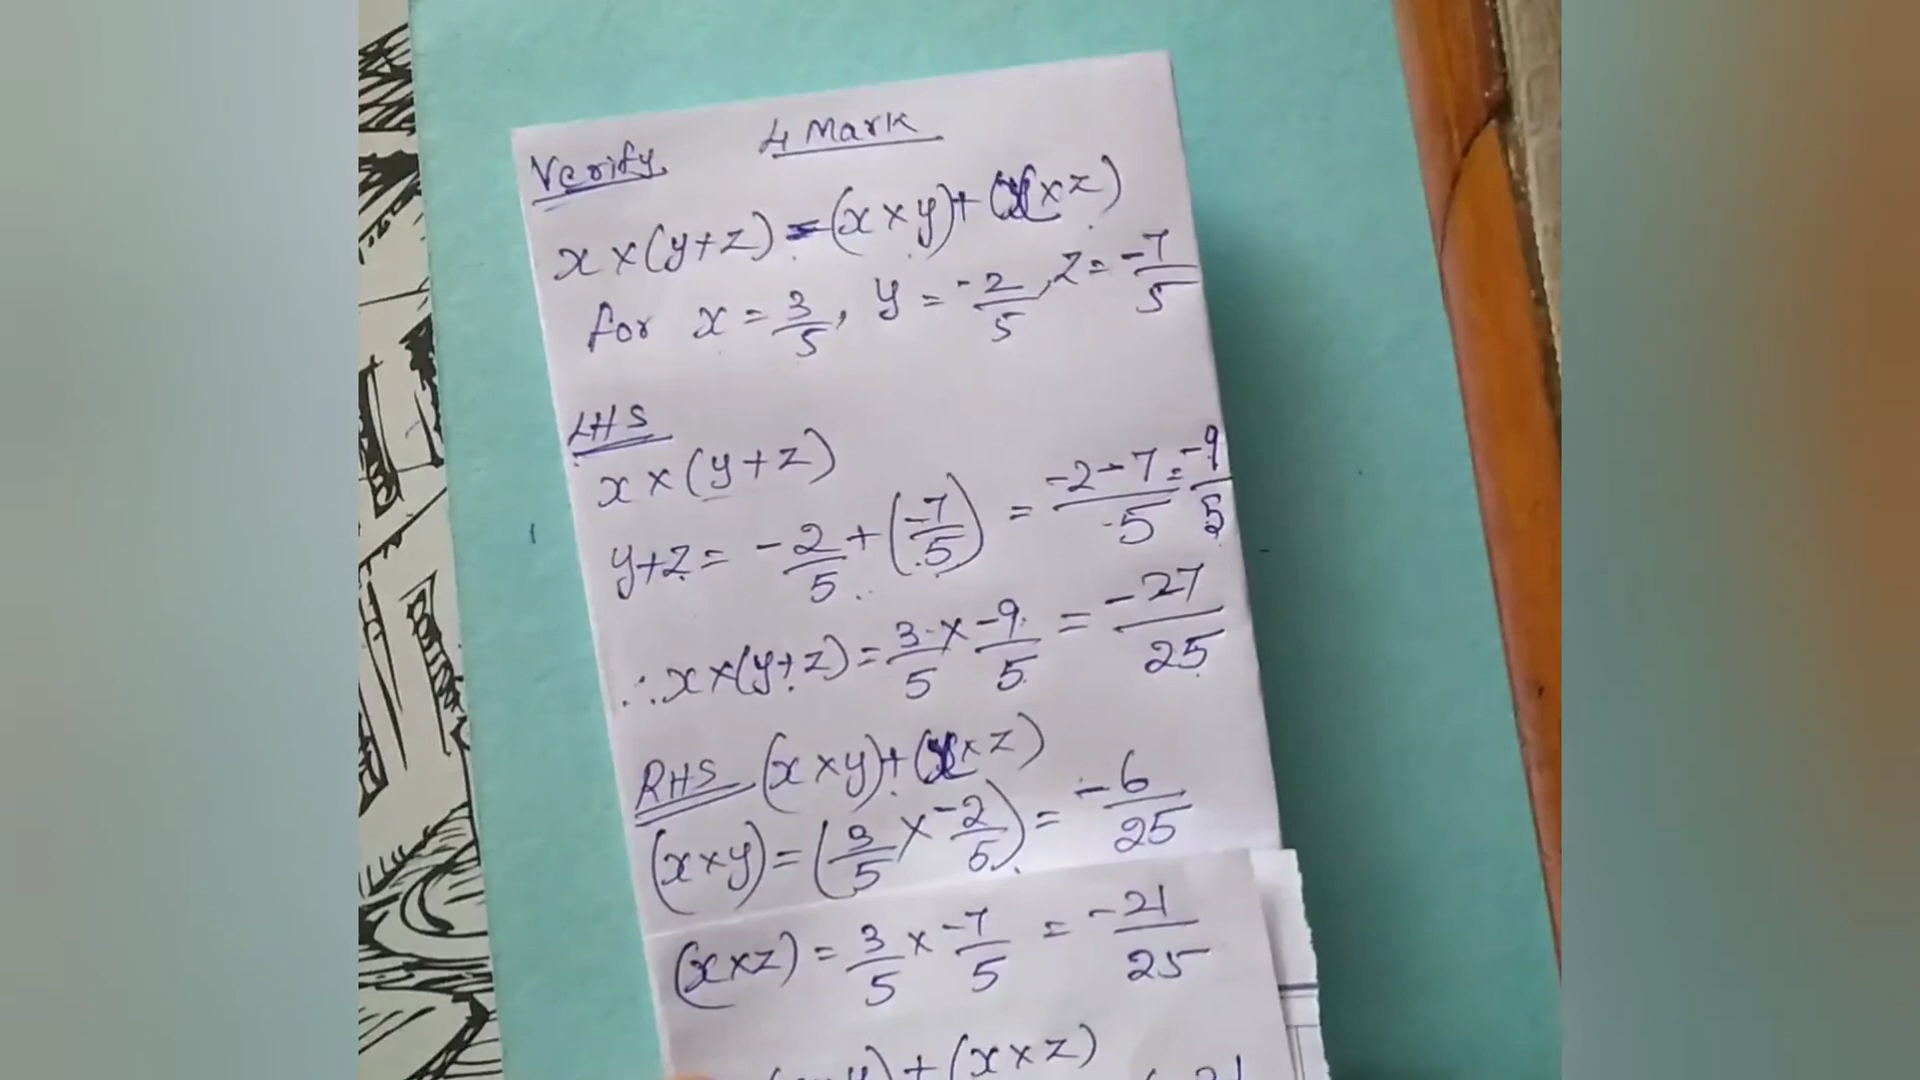 Verify 4 Mark
x × (y+z) = (x × y) + (x × z)
for x = 3/5, y = -2/5, z = -7/5
LHS
x × (y+z)
y+z = -2/5 + (-7/5) = -2-7/5 = -9/5
∴ x × (y+z) = 3/5 × -9/5 = -27/25
RHS (x × y) + (x × z)
(x × y) = (3/5 × -2/5) = -6/25
(x × z) = 3/5 × -7/5 = -21/25
+ (x × z)